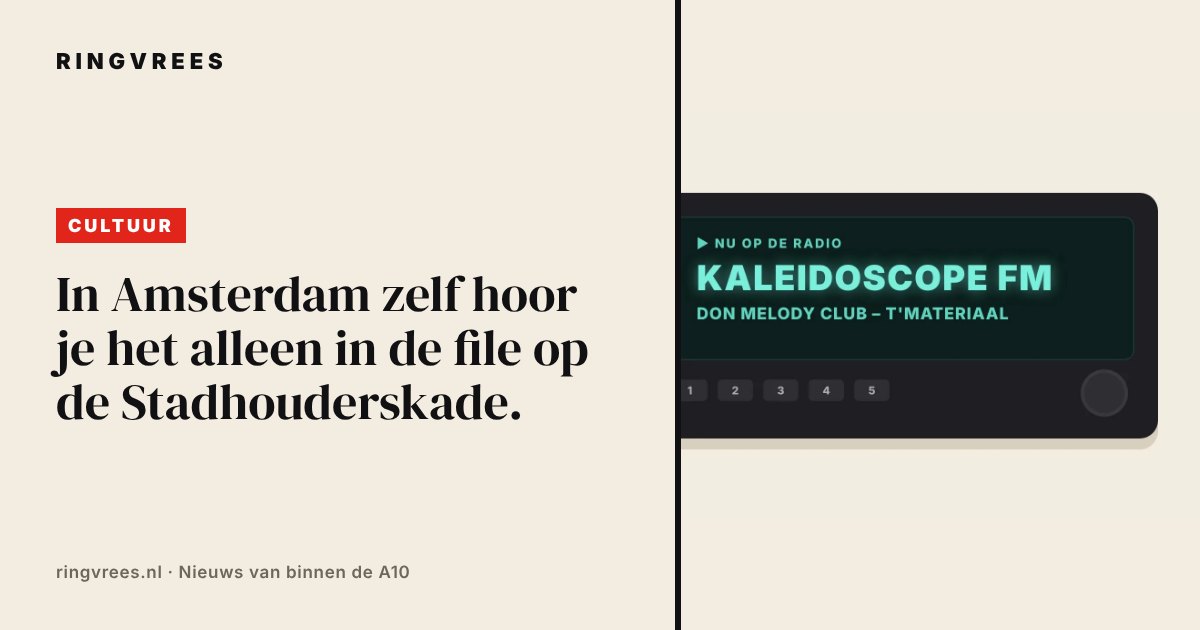 RINGVREES
CULTUUR
In Amsterdam zelf hoor
je het alleen in de file op
de Stadhouderskade.
ringvrees.nl · Nieuws van binnen de A10
▶ NU OP DE RADIO
KALEIDOSCOPE FM
DON MELODY CLUB – T'MATERIAAL
1 2 3 4 5